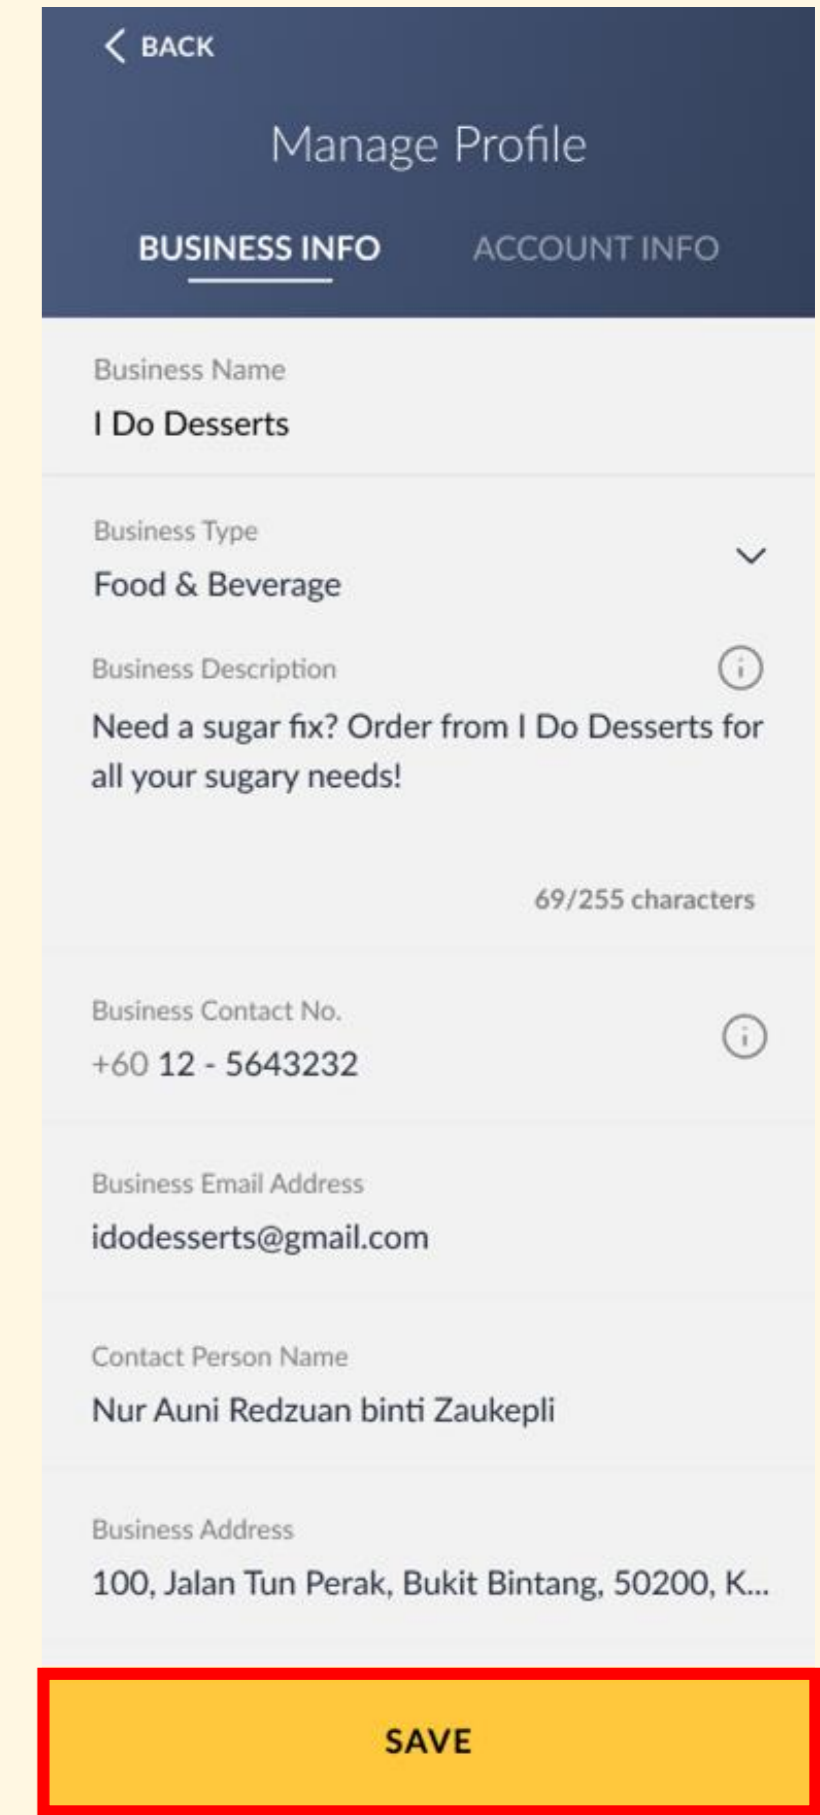 BACK
Manage Profile
BUSINESS INFO ACCOUNT INFO
Business Name
I Do Desserts
Business Type
Food & Beverage
Business Description
Need a sugar fix? Order from I Do Desserts for
all your sugary needs!
69/255 characters
Business Contact No.
+60 12 - 5643232
Business Email Address
idodesserts@gmail.com
Contact Person Name
Nur Auni Redzuan binti Zaukepli
Business Address
100, Jalan Tun Perak, Bukit Bintang, 50200, K...
SAVE